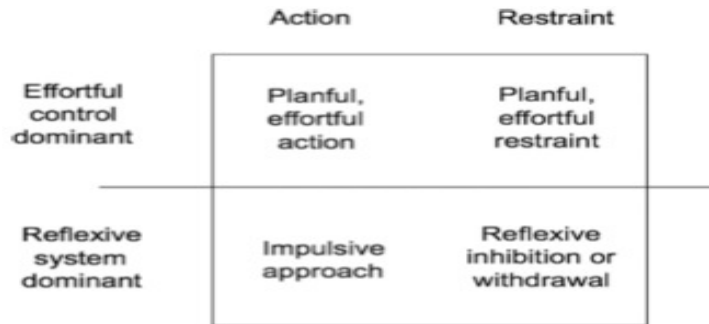 Action Restraint
Effortful
control
dominant
Planful,
effortful
action
Planful,
effortful
restraint
Reflexive
system
dominant
Impulsive
approach
Reflexive
inhibition or
withdrawal